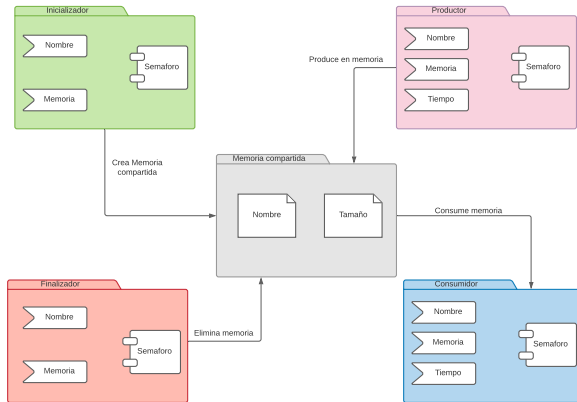 Inicializador
Nombre
Semaforo
Memoria
Productor
Nombre
Memoria
Semaforo
Tiempo
Produce en memoria
Crea Memoria
compartida
Memoria compartida
Nombre
Tamaño
Consume memoria
Finalizador
Nombre
Semaforo
Memoria
Elimina memoria
Consumidor
Nombre
Memoria
Semaforo
Tiempo